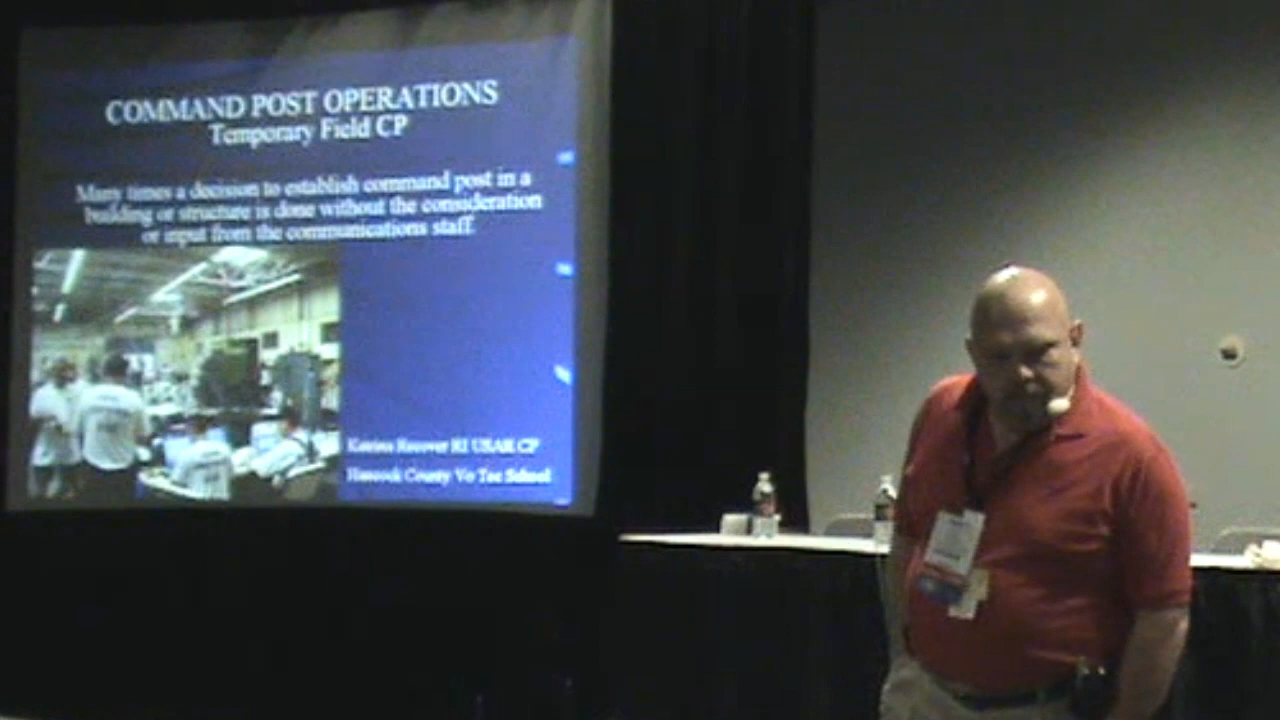 COMMAND POST OPERATIONS
Temporary Field CP
Many times a decision to establish command post in a
building or structure is done without the consideration
or input from the communications staff.
Katrina Recover RI USAR CP
Hancock County Vo Tec School